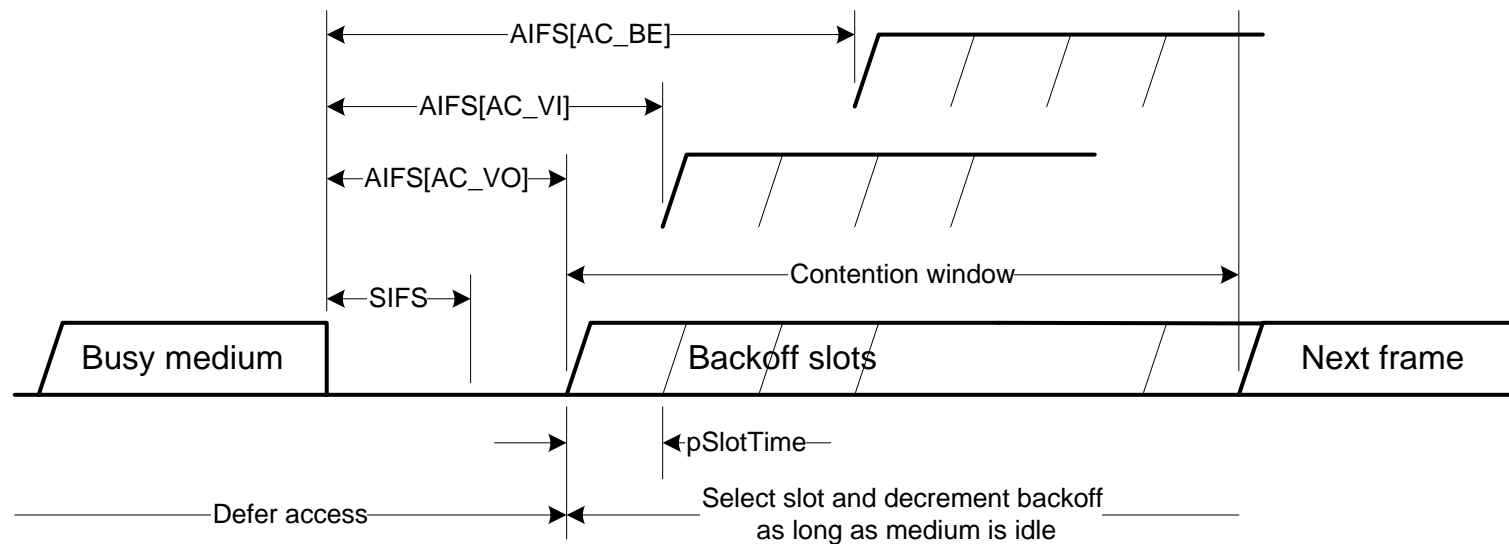 AIFS[AC_BE]
AIFS[AC_VI]
AIFS[AC_VO]
Contention window
SIFS
Busy medium
Backoff slots
Next frame
pSlotTime
Defer access
Select slot and decrement backoff
as long as medium is idle